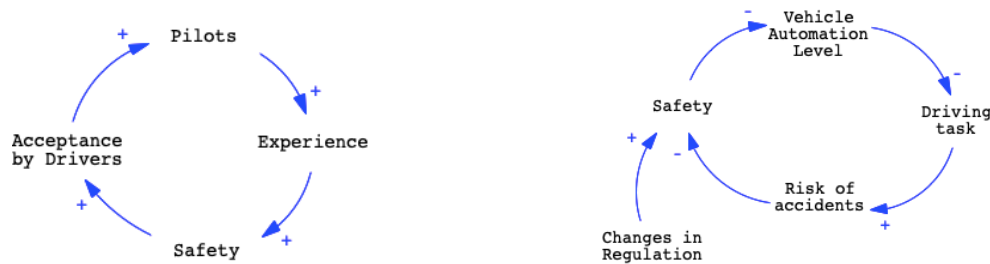 Pilots
+
+
Experience
Acceptance
by Drivers
+
+
Safety
-
Vehicle
Automation
Level
-
Safety
Driving
task
+
-
Risk of
accidents
+
Changes in
Regulation